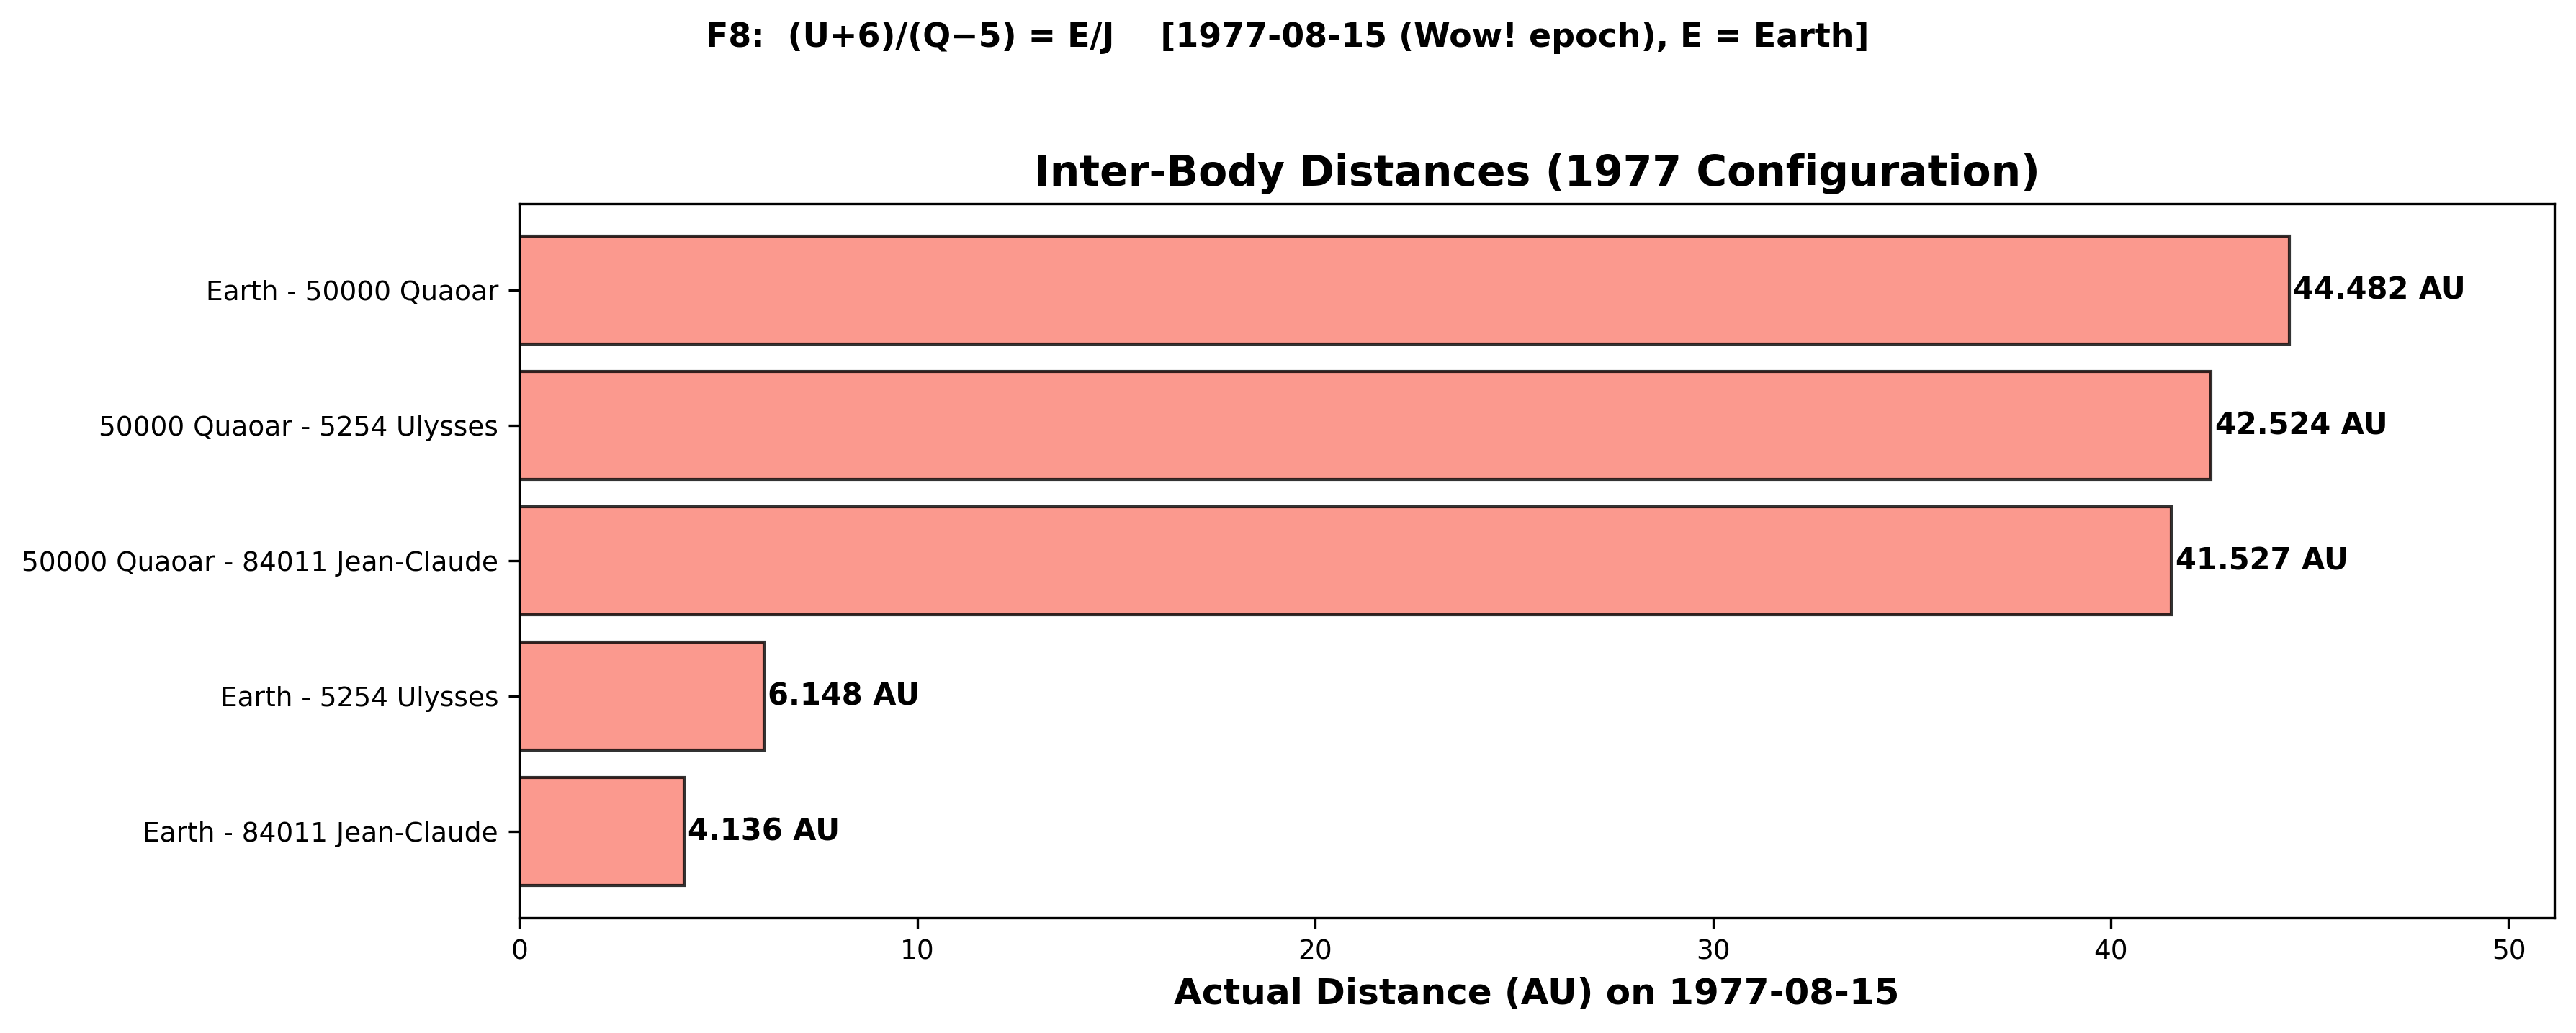 F8:  (U+6)/(Q−5) = E/J    [1977-08-15 (Wow! epoch), E = Earth]
Inter-Body Distances (1977 Configuration)
Earth - 50000 Quaoar
44.482 AU
50000 Quaoar - 5254 Ulysses
42.524 AU
50000 Quaoar - 84011 Jean-Claude
41.527 AU
Earth - 5254 Ulysses
6.148 AU
Earth - 84011 Jean-Claude
4.136 AU
0 10 20 30 40 50
Actual Distance (AU) on 1977-08-15